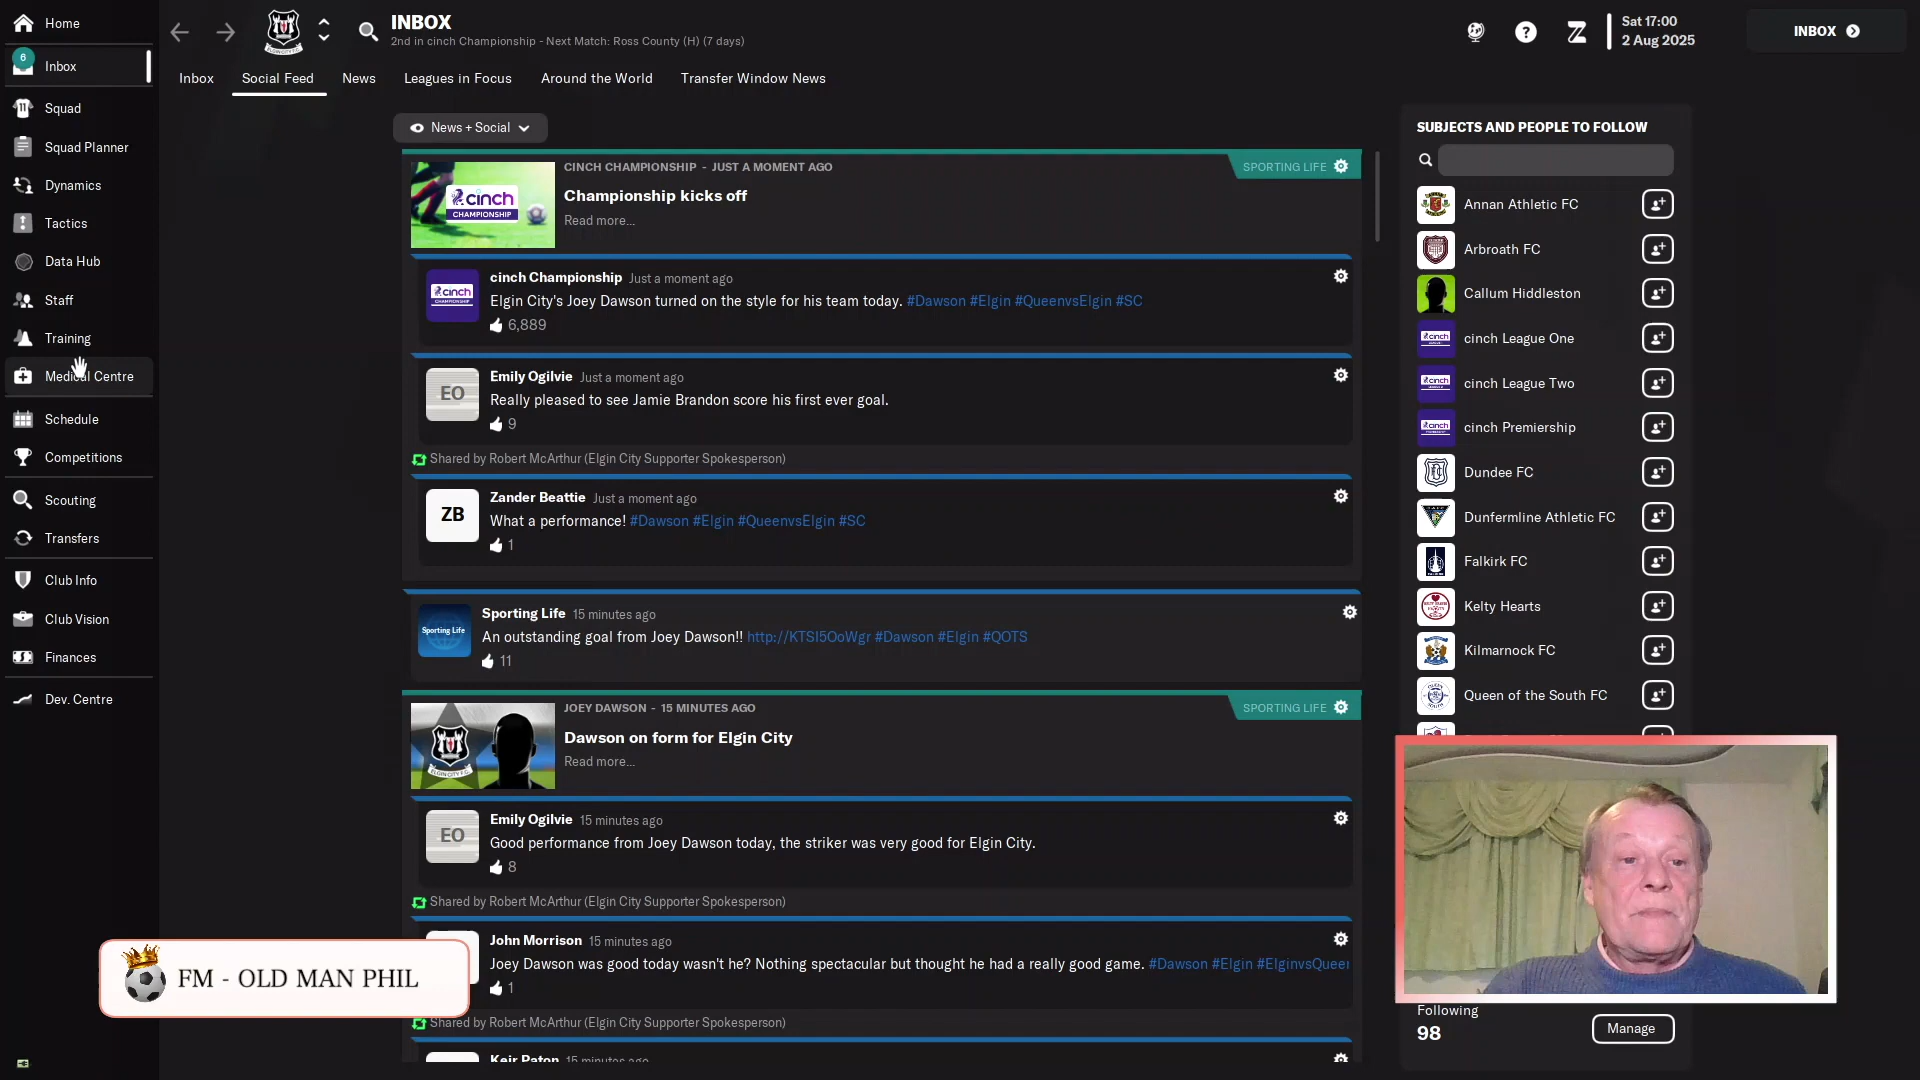 Home
6
Inbox
Squad
Squad Planner
Dynamics
Tactics
Data Hub
Staff
Training
Medical Centre
Schedule
Competitions
Scouting
Transfers
Club Info
Club Vision
Finances
Dev. Centre
INBOX
2nd in cinch Championship - Next Match: Ross County (H) (7 days)
Sat 17:00
2 Aug 2025
INBOX
Inbox
Social Feed
News
Leagues in Focus
Around the World
Transfer Window News
News + Social
CINCH CHAMPIONSHIP - JUST A MOMENT AGO
SPORTING LIFE
cinch
CHAMPIONSHIP
Championship kicks off
Read more...
cinch Championship Just a moment ago
Elgin City's Joey Dawson turned on the style for his team today. #Dawson #Elgin #QueenvsElgin #SC
6,889
EO
Emily Ogilvie Just a moment ago
Really pleased to see Jamie Brandon score his first ever goal.
9
Shared by Robert McArthur (Elgin City Supporter Spokesperson)
ZB
Zander Beattie Just a moment ago
What a performance! #Dawson #Elgin #QueenvsElgin #SC
1
Sporting Life
Sporting Life 15 minutes ago
An outstanding goal from Joey Dawson!! http://KTSI5OoWgr #Dawson #Elgin #QOTS
11
JOEY DAWSON - 15 MINUTES AGO
SPORTING LIFE
Dawson on form for Elgin City
Read more...
EO
Emily Ogilvie 15 minutes ago
Good performance from Joey Dawson today, the striker was very good for Elgin City.
8
Shared by Robert McArthur (Elgin City Supporter Spokesperson)
John Morrison 15 minutes ago
Joey Dawson was good today wasn't he? Nothing spectacular but thought he had a really good game. #Dawson #Elgin #ElginvsQueen
1
Shared by Robert McArthur (Elgin City Supporter Spokesperson)
Keir Paton 15 minutes ago
SUBJECTS AND PEOPLE TO FOLLOW
Annan Athletic FC
Arbroath FC
Callum Hiddleston
cinch League One
cinch League Two
cinch Premiership
Dundee FC
Dunfermline Athletic FC
Falkirk FC
Kelty Hearts
Kilmarnock FC
Queen of the South FC
Following
98
Manage
FM - OLD MAN PHIL